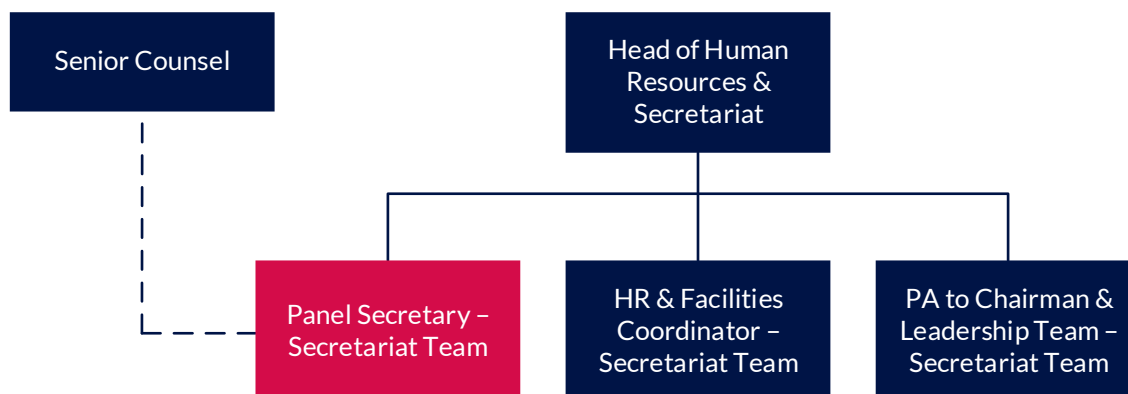 Senior Counsel
Head of Human
Resources &
Secretariat
Panel Secretary –
Secretariat Team
HR & Facilities
Coordinator –
Secretariat Team
PA to Chairman &
Leadership Team –
Secretariat Team